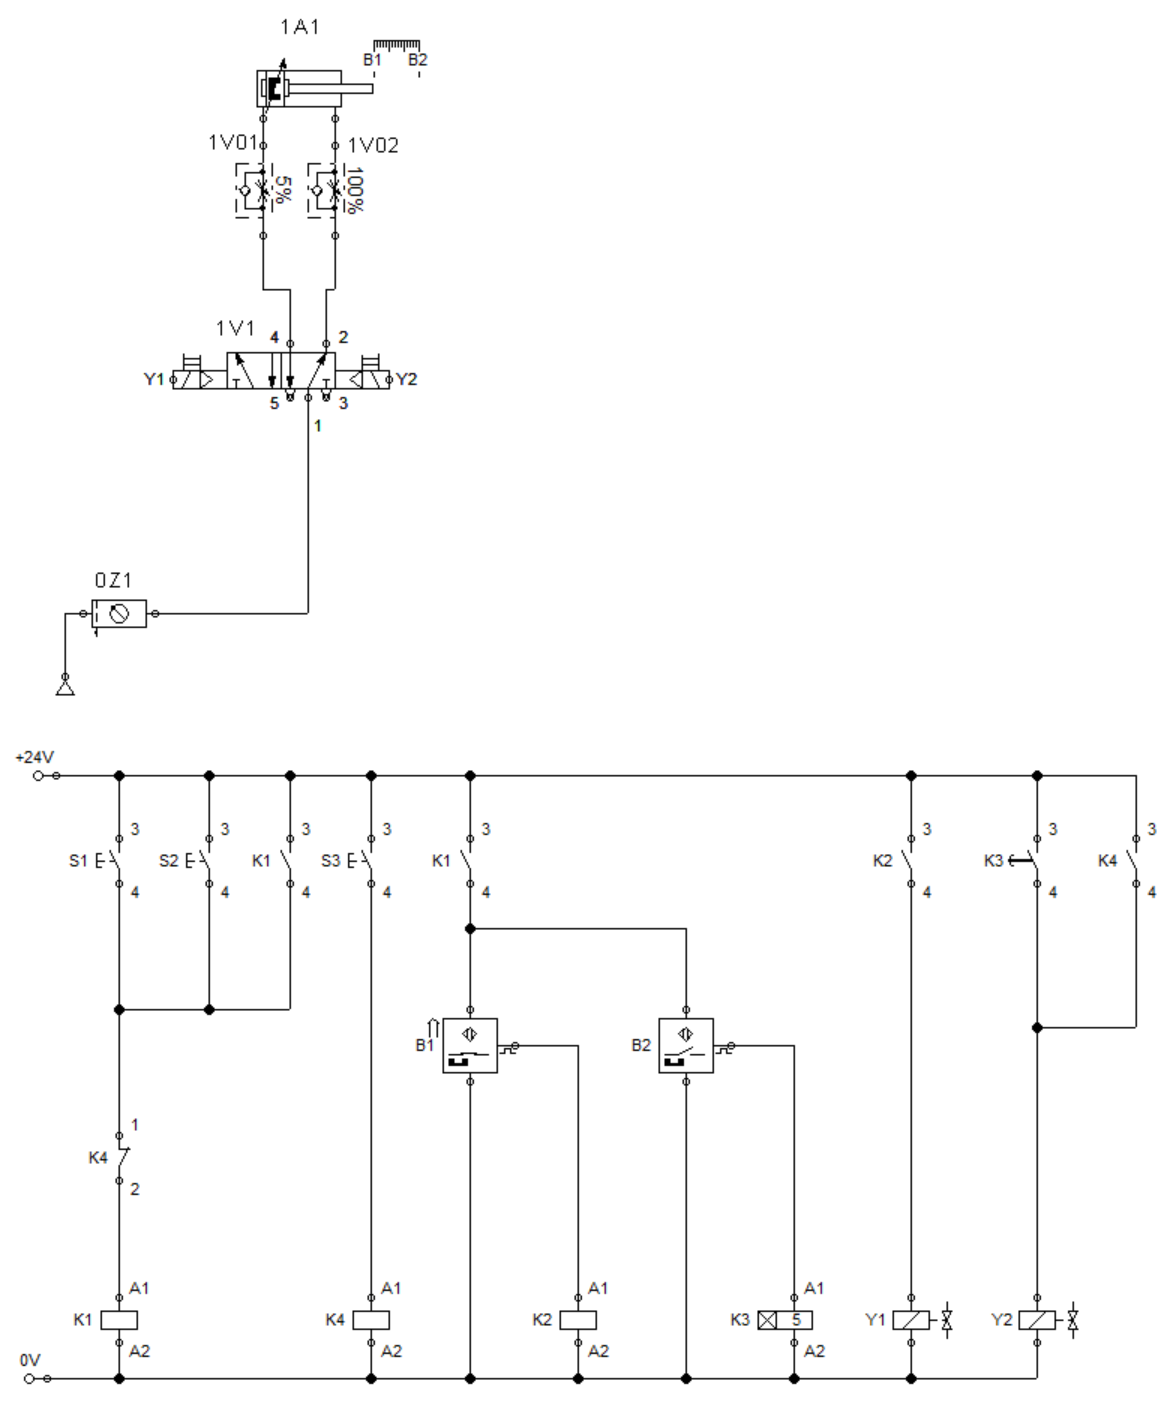 1A1
B1 B2
1V01 1V02
5% 100%
1V1 4 2
Y1 Y2
5 3
1
0Z1
+24V
3 3 3 3 3 3 3 3
S1 S2 K1 S3 K1 K2 K3 K4
4 4 4 4 4 4 4 4
B1 B2
1
K4
2
A1 A1 A1 A1
K1 K4 K2 K3 5 Y1 Y2
A2 A2 A2 A2
0V